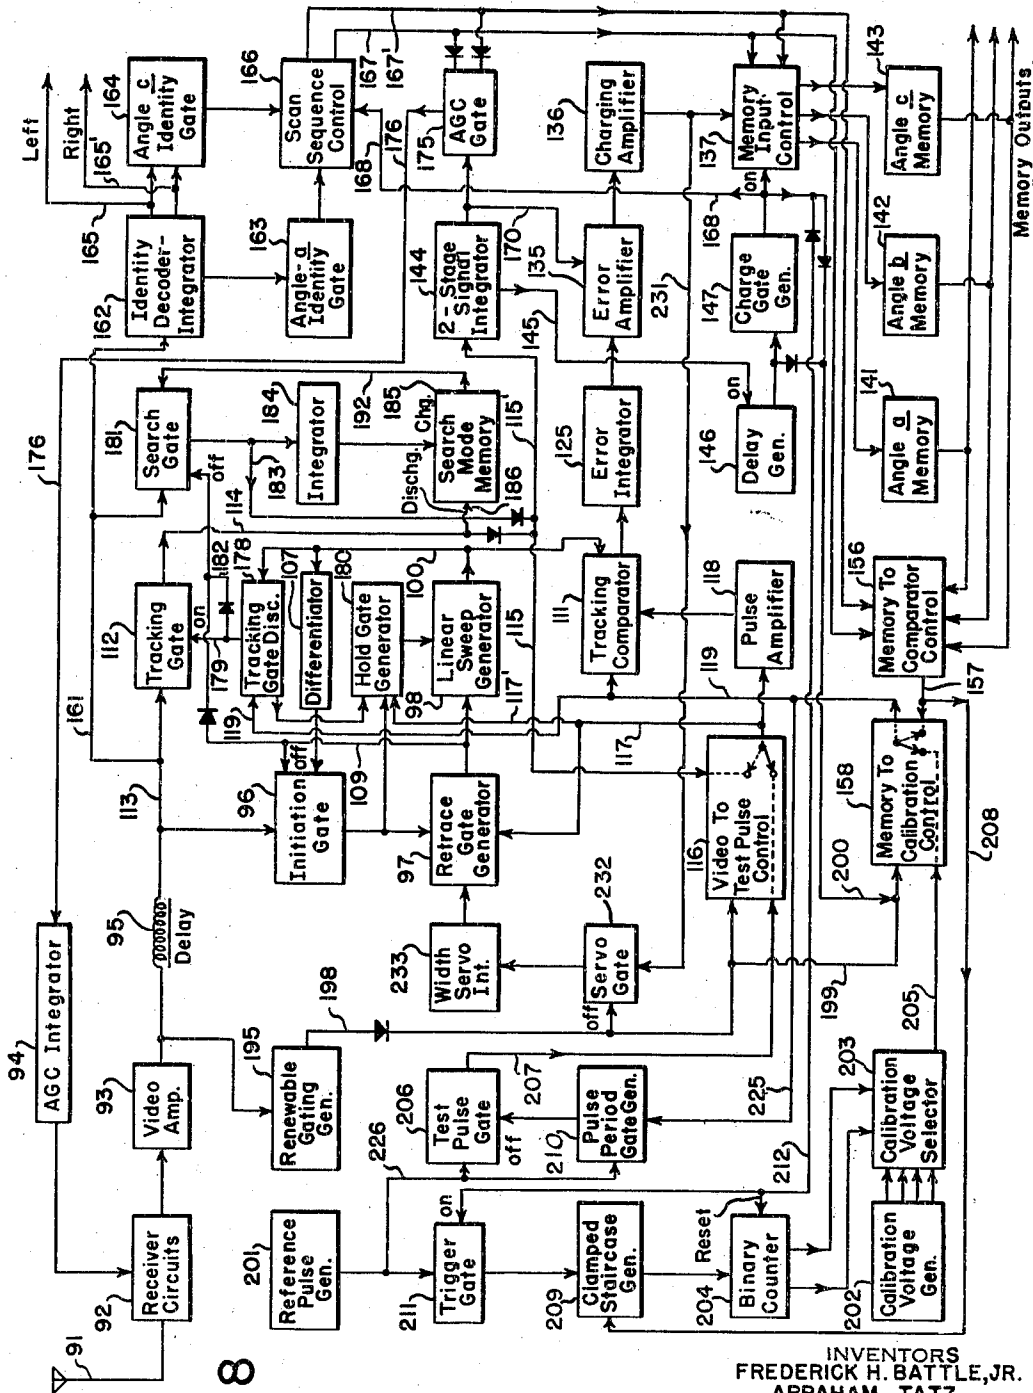 91
92
Receiver
Circuits
94
AGC Integrator
93
Video
Amp.
95
Delay
113
161
176
112
Tracking
Gate
on
114
181
Search
Gate
off
162
Identity
Decoder-
Integrator
165
165'
Left
Right
164
Angle c
Identity
Gate
201
Reference
Pulse
Gen.
195
Renewable
Gating
Gen.
198
96
Initiation
Gate
off
109
179
182
119
178
Tracking
Gate Disc.
107
Differentiator
180
Hold Gate
Generator
183
184
Integrator
192
163
Angle-a
Identity
Gate
166
Scan
Sequence
Control
167
167'
168
176
226
211
Trigger
Gate
on
206
Test
Pulse
Gate
off
207
233
Width
Servo
Int.
97
Retrace
Gate
Generator
98
Linear
Sweep
Generator
100
Dischg.
Chg.
185
Search
Mode
Memory
186
115'
144
2-Stage
Signal
Integrator
145
175
AGC
Gate
170
209
Clamped
Staircase
Gen.
210
Pulse
Period
Gate Gen.
232
Servo
Gate
off
117'
115
111
Tracking
Comparator
125
Error
Integrator
135
Error
Amplifier
136
Charging
Amplifier
231
204
Binary
Counter
Reset
212
225
116
Video To
Test Pulse
Control
117
119
118
Pulse
Amplifier
146
Delay
Gen.
on
147
Charge
Gate
Gen.
168
on
137
Memory
Input
Control
202
Calibration
Voltage
Gen.
203
Calibration
Voltage
Selector
205
199
200
158
Memory To
Calibration
Control
157
156
Memory To
Comparator
Control
208
141
Angle a
Memory
142
Angle b
Memory
143
Angle c
Memory
Memory Outputs
8
INVENTORS
FREDERICK H. BATTLE, JR.
ABRAHAM TATZ